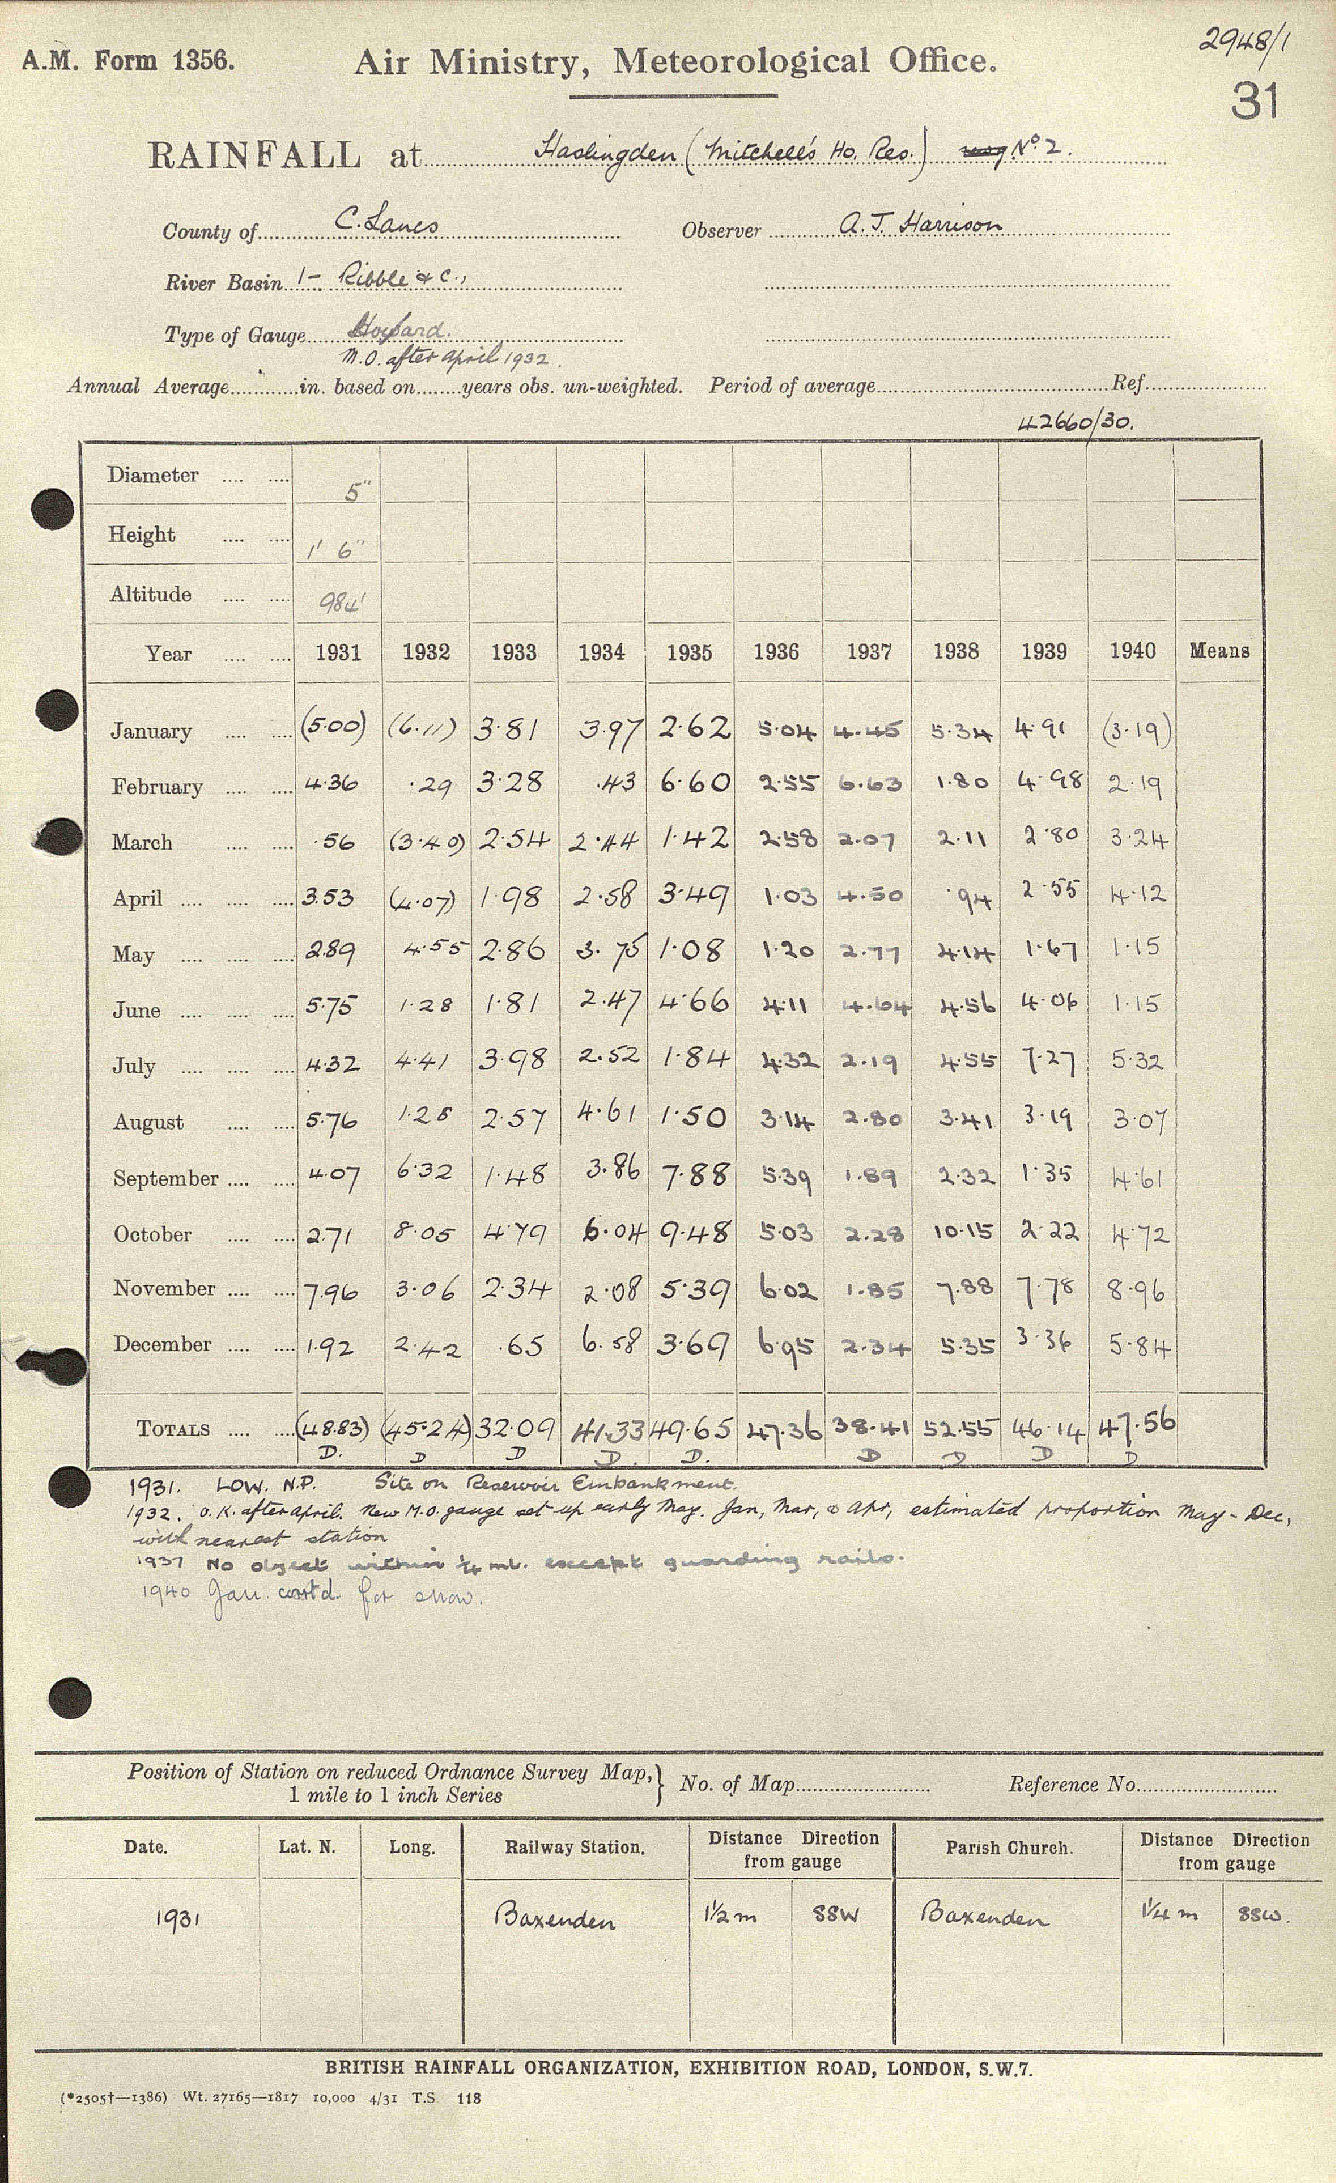 2948/1
A.M. Form 1356. Air Ministry, Meteorological Office.
31
RAINFALL at Haslingden (Mitchell's Ho. Res.) No 2.
County of C. Lancs Observer A. J. Harrison
River Basin 1- Ribble & c.,
Type of Gauge Howard.
M.O. after April 1932.
Annual Average in. based on years obs. un-weighted. Period of average Ref.
42660/30.
Diameter 5"
Height 1' 6"
Altitude 984'
Year 1931 1932 1933 1934 1935 1936 1937 1938 1939 1940 Means
January (5.00) (6.11) 3.81 3.97 2.62 5.04 4.45 5.34 4.91 (3.19)
February 4.36 .29 3.28 .43 6.60 2.55 6.63 1.80 4.98 2.19
March .56 (3.40) 2.54 2.44 1.42 2.58 2.07 2.11 2.80 3.24
April 3.53 (4.07) 1.98 2.58 3.49 1.03 4.50 .94 2.55 4.12
May 2.89 4.55 2.86 3.75 1.08 1.20 2.77 4.14 1.67 1.15
June 5.75 1.28 1.81 2.47 4.66 4.11 4.64 4.56 4.06 1.15
July 4.32 4.41 3.98 2.52 1.84 4.32 2.19 4.55 7.27 5.32
August 5.76 1.28 2.57 4.61 1.50 3.14 2.80 3.41 3.19 3.07
September 4.07 6.32 1.48 3.86 7.88 5.39 1.89 2.32 1.35 4.61
October 2.71 8.05 4.79 6.04 9.48 5.03 2.28 10.15 2.22 4.72
November 7.96 3.06 2.34 2.08 5.39 6.02 1.85 7.88 7.78 8.96
December 1.92 2.42 .65 6.58 3.69 6.95 2.34 5.35 3.36 5.84
TOTALS (48.83) (45.24) 32.09 41.33 49.65 47.36 38.41 52.55 46.14 47.56
D. D D D. D. D D D D
1931. LOW. N.P. Site on Reservoir Embankment.
1932. O.K. after april. New M.O. gauge set up early May. Jan, Mar, & Apr, estimated proportion May - Dec,
with nearest station
1937 No object within 1/4 ml. except guarding rails.
1940 Jan. corrtd. for snow.
Position of Station on reduced Ordnance Survey Map, } No. of Map Reference No.
1 mile to 1 inch Series
Date. Lat. N. Long. Railway Station. Distance Direction from gauge Parish Church. Distance Direction from gauge
1931 Baxenden 1½ m SSW Baxenden 1¼ m SSW.
BRITISH RAINFALL ORGANIZATION, EXHIBITION ROAD, LONDON, S.W.7.
(*2505†—1386) Wt. 27165—1817 10,000 4/31 T.S. 118